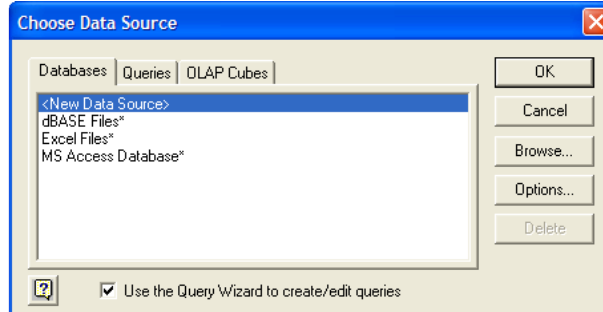 Choose Data Source
Databases Queries OLAP Cubes
OK
<New Data Source>
dBASE Files*
Excel Files*
MS Access Database*
Cancel
Browse...
Options...
Delete
Use the Query Wizard to create/edit queries